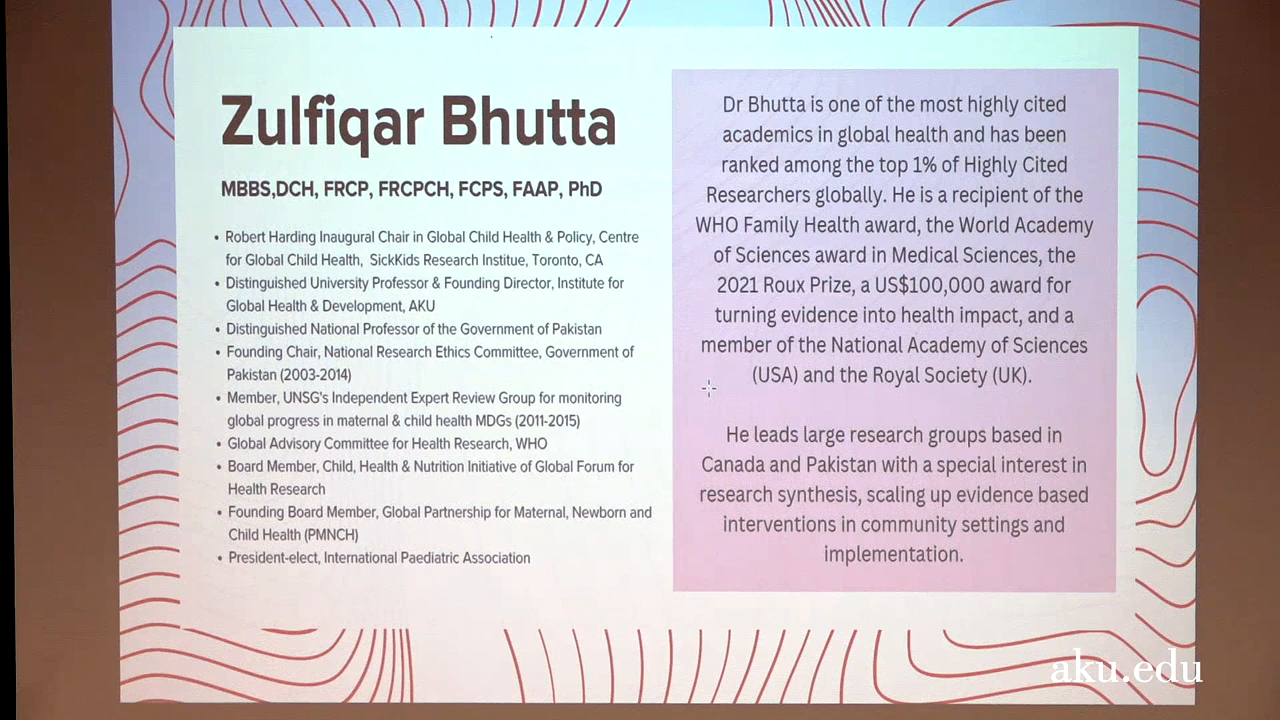 Zulfiqar Bhutta
MBBS,DCH, FRCP, FRCPCH, FCPS, FAAP, PhD
• Robert Harding Inaugural Chair in Global Child Health & Policy, Centre
for Global Child Health, SickKids Research Institue, Toronto, CA
• Distinguished University Professor & Founding Director, Institute for
Global Health & Development, AKU
• Distinguished National Professor of the Government of Pakistan
• Founding Chair, National Research Ethics Committee, Government of
Pakistan (2003-2014)
• Member, UNSG's Independent Expert Review Group for monitoring
global progress in maternal & child health MDGs (2011-2015)
• Global Advisory Committee for Health Research, WHO
• Board Member, Child, Health & Nutrition Initiative of Global Forum for
Health Research
• Founding Board Member, Global Partnership for Maternal, Newborn and
Child Health (PMNCH)
• President-elect, International Paediatric Association
Dr Bhutta is one of the most highly cited
academics in global health and has been
ranked among the top 1% of Highly Cited
Researchers globally. He is a recipient of the
WHO Family Health award, the World Academy
of Sciences award in Medical Sciences, the
2021 Roux Prize, a US$100,000 award for
turning evidence into health impact, and a
member of the National Academy of Sciences
(USA) and the Royal Society (UK).
He leads large research groups based in
Canada and Pakistan with a special interest in
research synthesis, scaling up evidence based
interventions in community settings and
implementation.
aku.edu